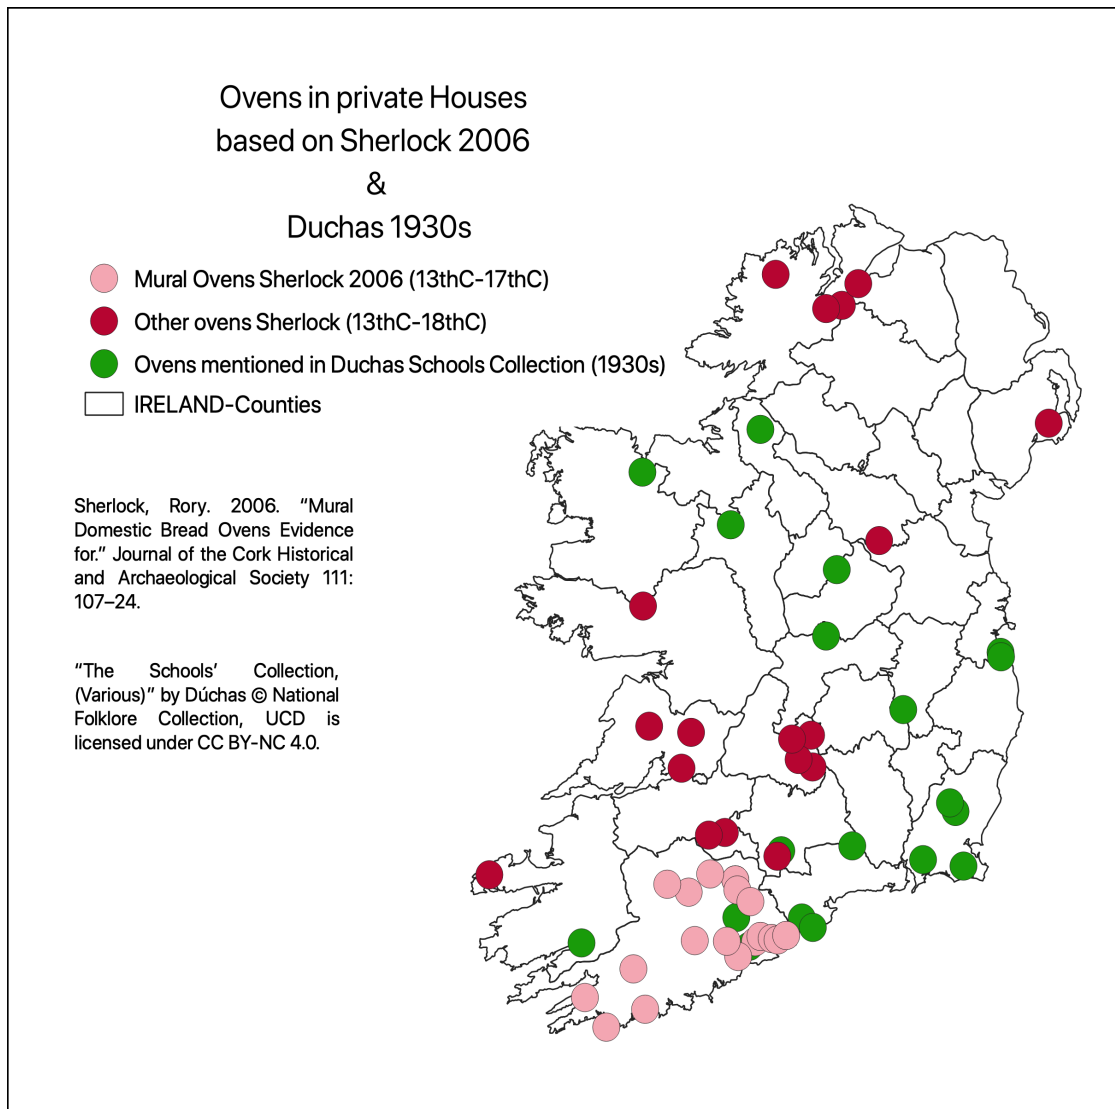 Ovens in private Houses
based on Sherlock 2006
&
Duchas 1930s
Mural Ovens Sherlock 2006 (13thC-17thC)
Other ovens Sherlock (13thC-18thC)
Ovens mentioned in Duchas Schools Collection (1930s)
IRELAND-Counties
Sherlock, Rory. 2006. “Mural
Domestic Bread Ovens Evidence
for.” Journal of the Cork Historical
and Archaeological Society 111:
107–24.
“The Schools’ Collection,
(Various)” by Dúchas © National
Folklore Collection, UCD is
licensed under CC BY-NC 4.0.